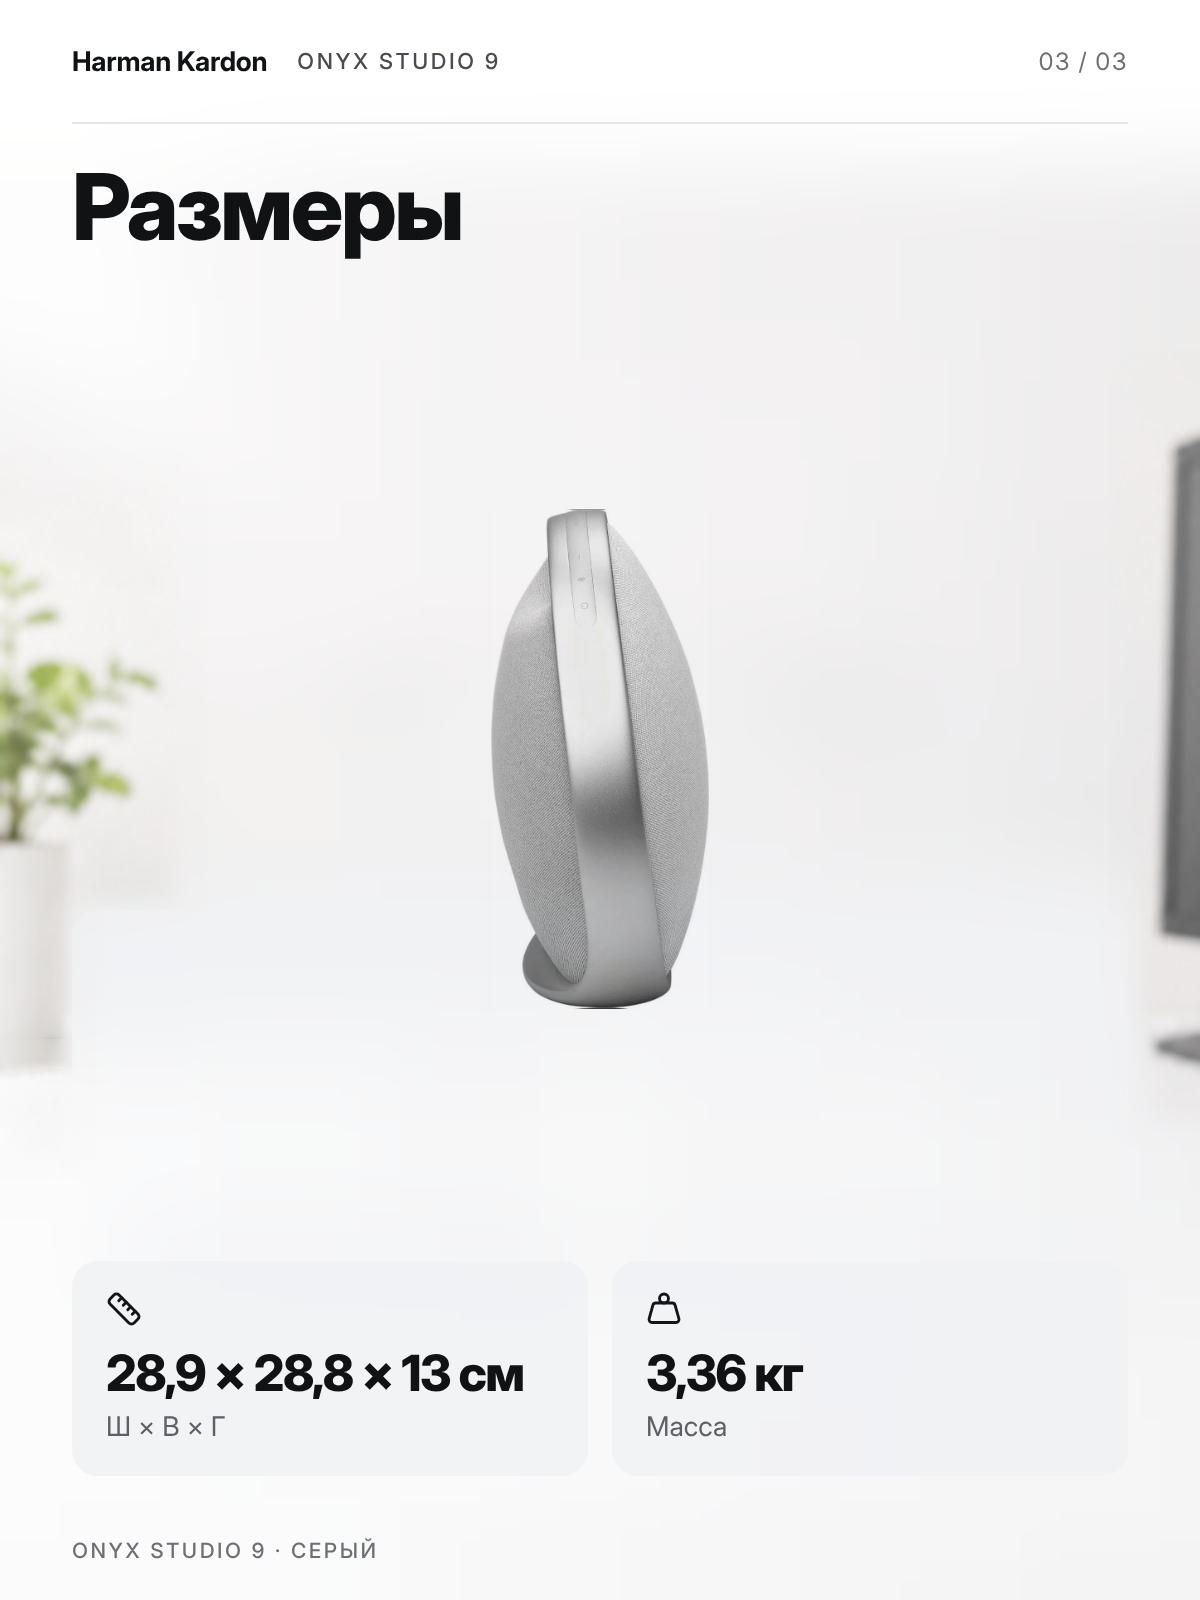 Harman Kardon ONYX STUDIO 9 03 / 03
Размеры
28,9 × 28,8 × 13 см
Ш × В × Г
3,36 кг
Масса
ONYX STUDIO 9 · СЕРЫЙ